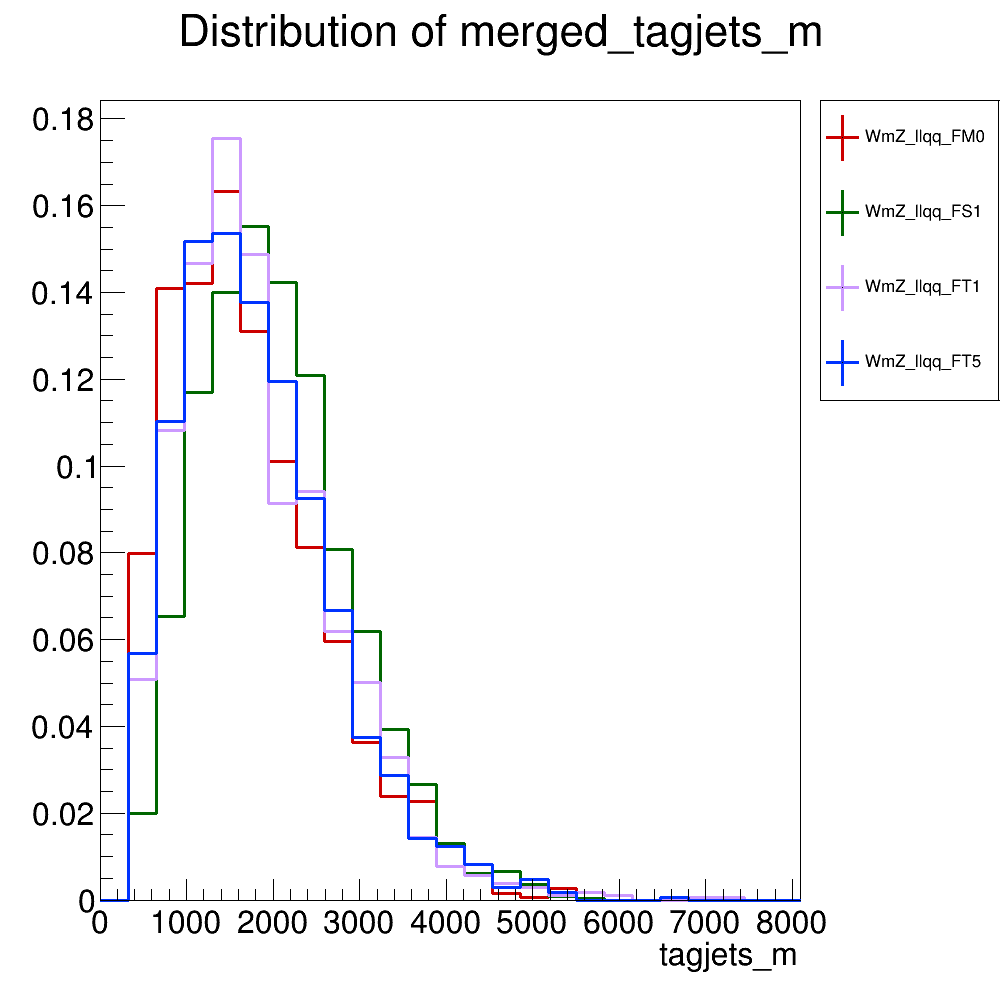 Distribution of merged_tagjets_m
0.18
0.16
0.14
0.12
0.1
0.08
0.06
0.04
0.02
0
0 1000 2000 3000 4000 5000 6000 7000 8000
tagjets_m
WmZ_llqq_FM0
WmZ_llqq_FS1
WmZ_llqq_FT1
WmZ_llqq_FT5